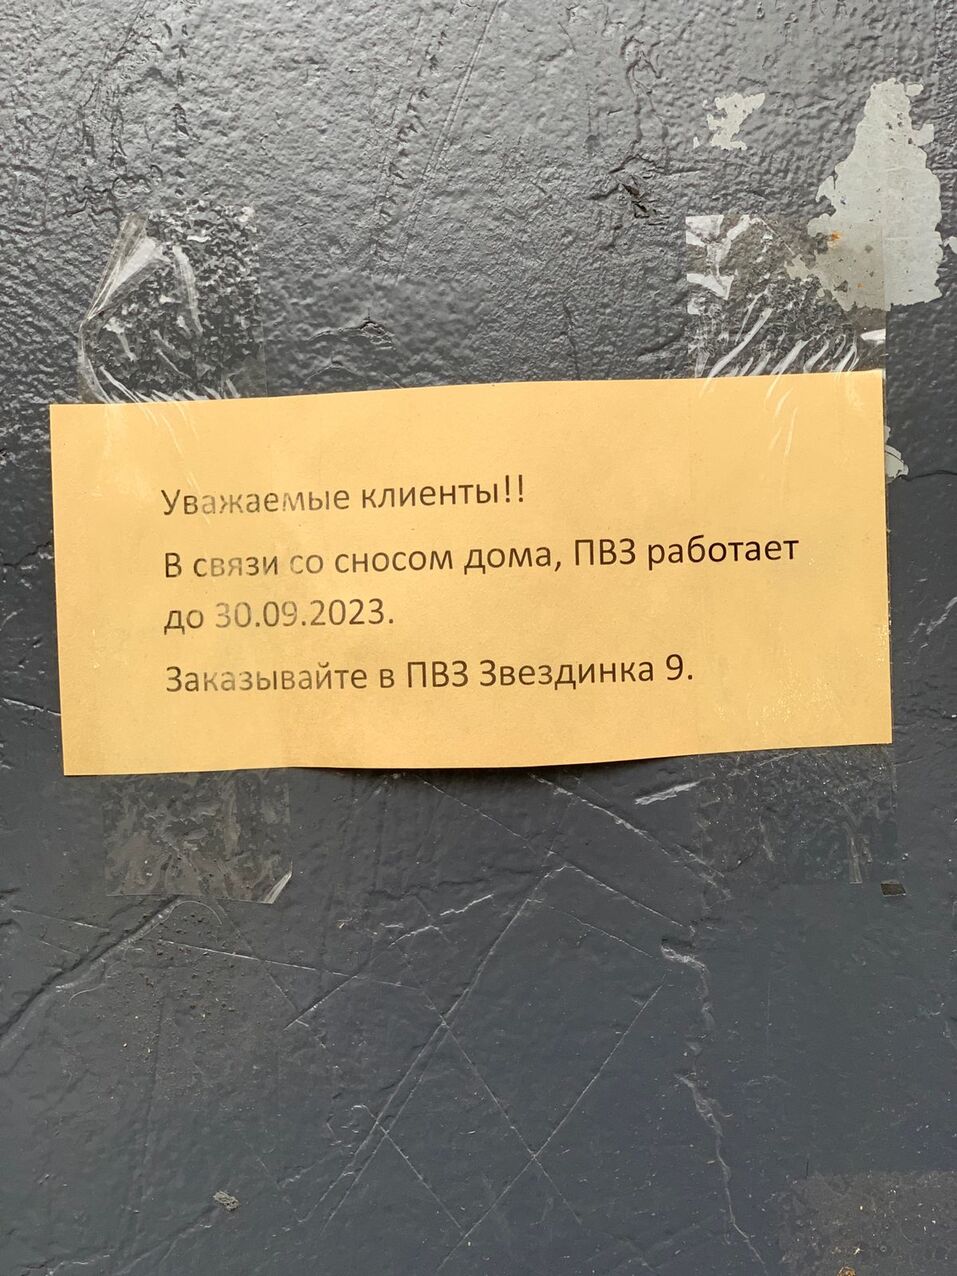 Уважаемые клиенты!!
В связи со сносом дома, ПВЗ работает
до 30.09.2023.
Заказывайте в ПВЗ Звездинка 9.